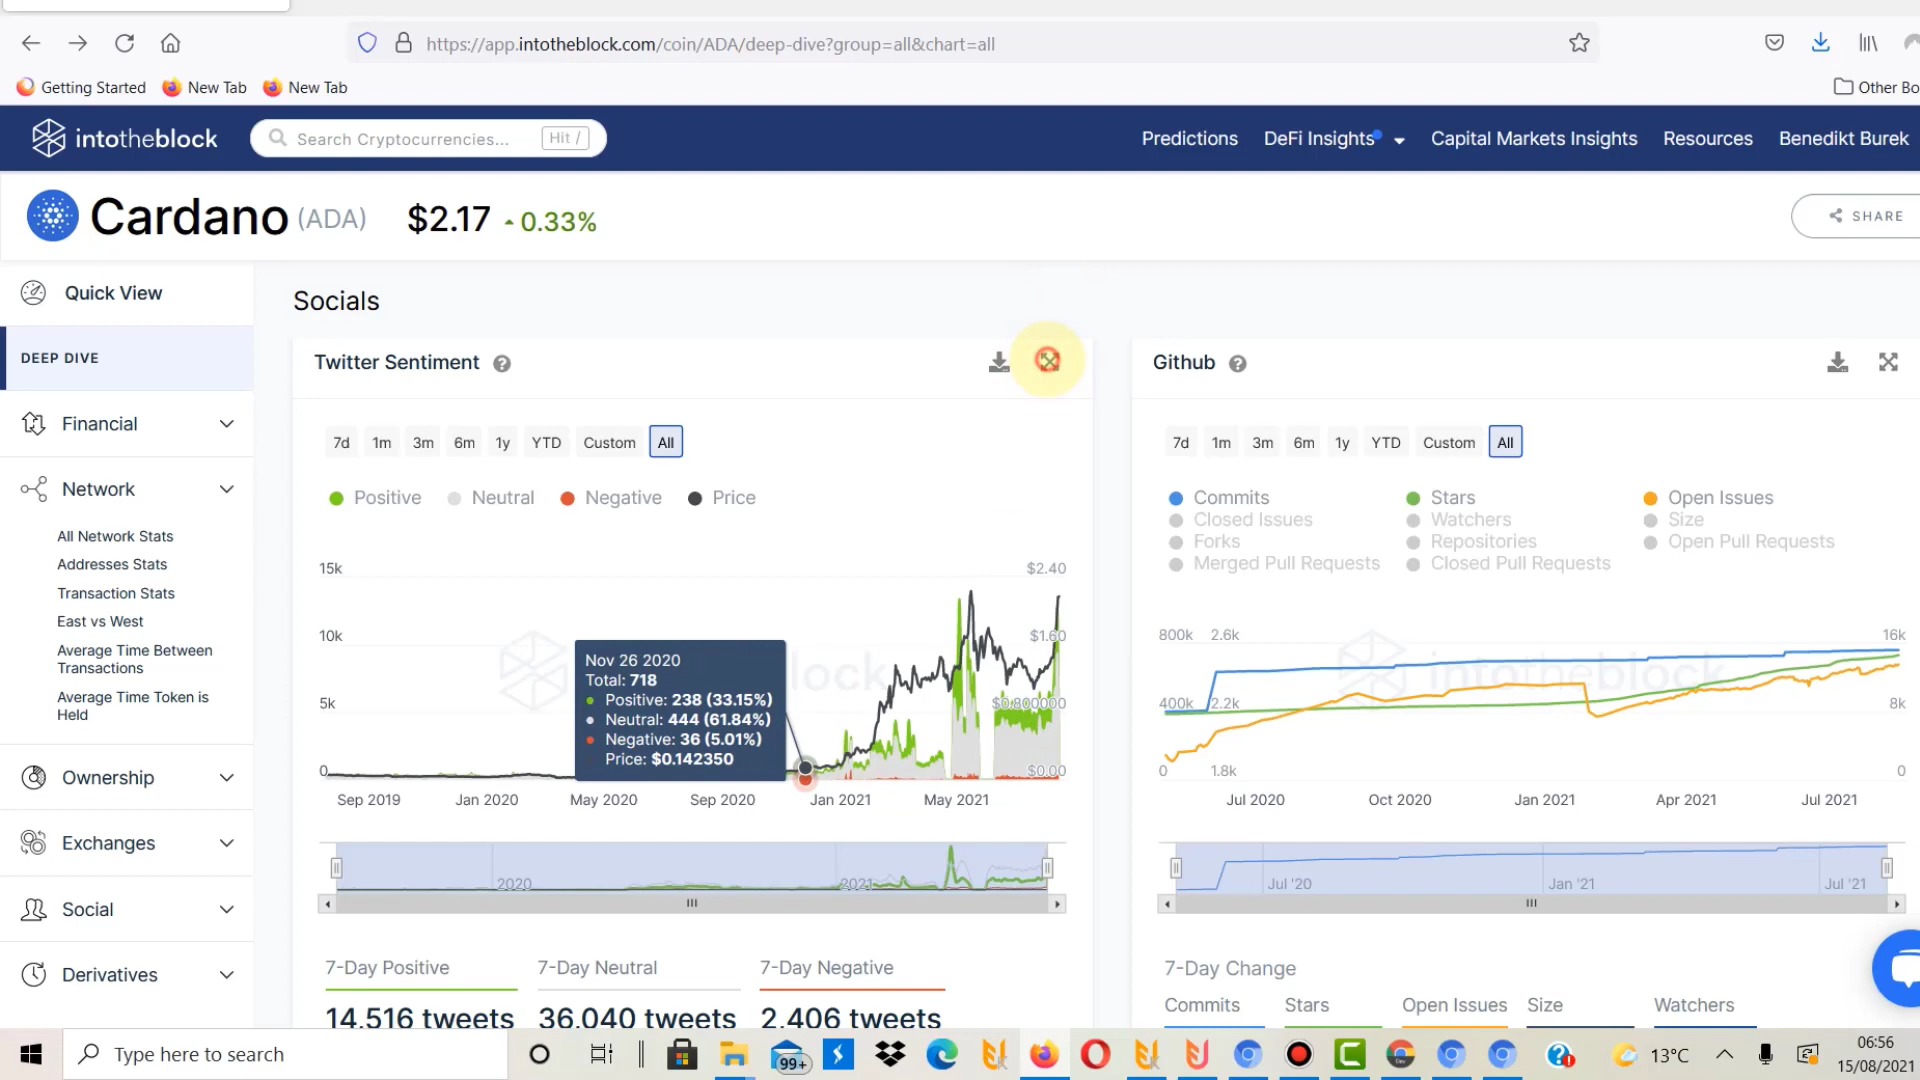 https://app.intotheblock.com/coin/ADA/deep-dive?group=all&chart=all
Getting Started New Tab New Tab Other Bo
intotheblock Search Cryptocurrencies... Hit / Predictions DeFi Insights Capital Markets Insights Resources Benedikt Burek
Cardano (ADA) $2.17 0.33% SHARE
Quick View
DEEP DIVE
Financial
Network
All Network Stats
Addresses Stats
Transaction Stats
East vs West
Average Time Between
Transactions
Average Time Token is
Held
Ownership
Exchanges
Social
Derivatives
Socials
Twitter Sentiment ?
7d 1m 3m 6m 1y YTD Custom All
Positive Neutral Negative Price
15k $2.40
10k $1.60
5k $0.800000
0 $0.00
Nov 26 2020
Total: 718
Positive: 238 (33.15%)
Neutral: 444 (61.84%)
Negative: 36 (5.01%)
Price: $0.142350
block
Sep 2019 Jan 2020 May 2020 Sep 2020 Jan 2021 May 2021
2020 2021
7-Day Positive 7-Day Neutral 7-Day Negative
14,516 tweets 36,040 tweets 2,406 tweets
Github ?
7d 1m 3m 6m 1y YTD Custom All
Commits Stars Open Issues
Closed Issues Watchers Size
Forks Repositories Open Pull Requests
Merged Pull Requests Closed Pull Requests
800k 2.6k 16k
intotheblock
400k 2.2k 8k
0 1.8k 0
Jul 2020 Oct 2020 Jan 2021 Apr 2021 Jul 2021
Jul '20 Jan '21 Jul '21
7-Day Change
Commits Stars Open Issues Size Watchers
Type here to search 99+ 13°C 06:56
15/08/2021